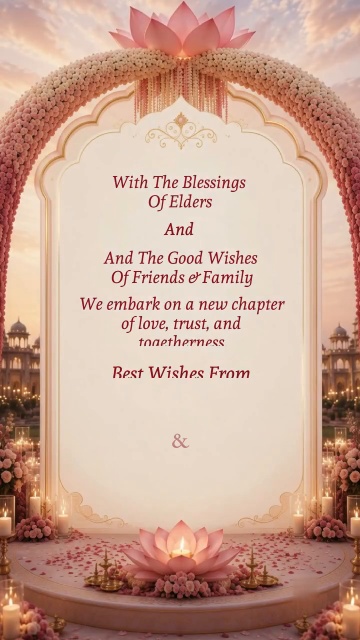 With The Blessings
Of Elders
And
And The Good Wishes
Of Friends & Family
We embark on a new chapter
of love, trust, and
togetherness
Best Wishes From
&